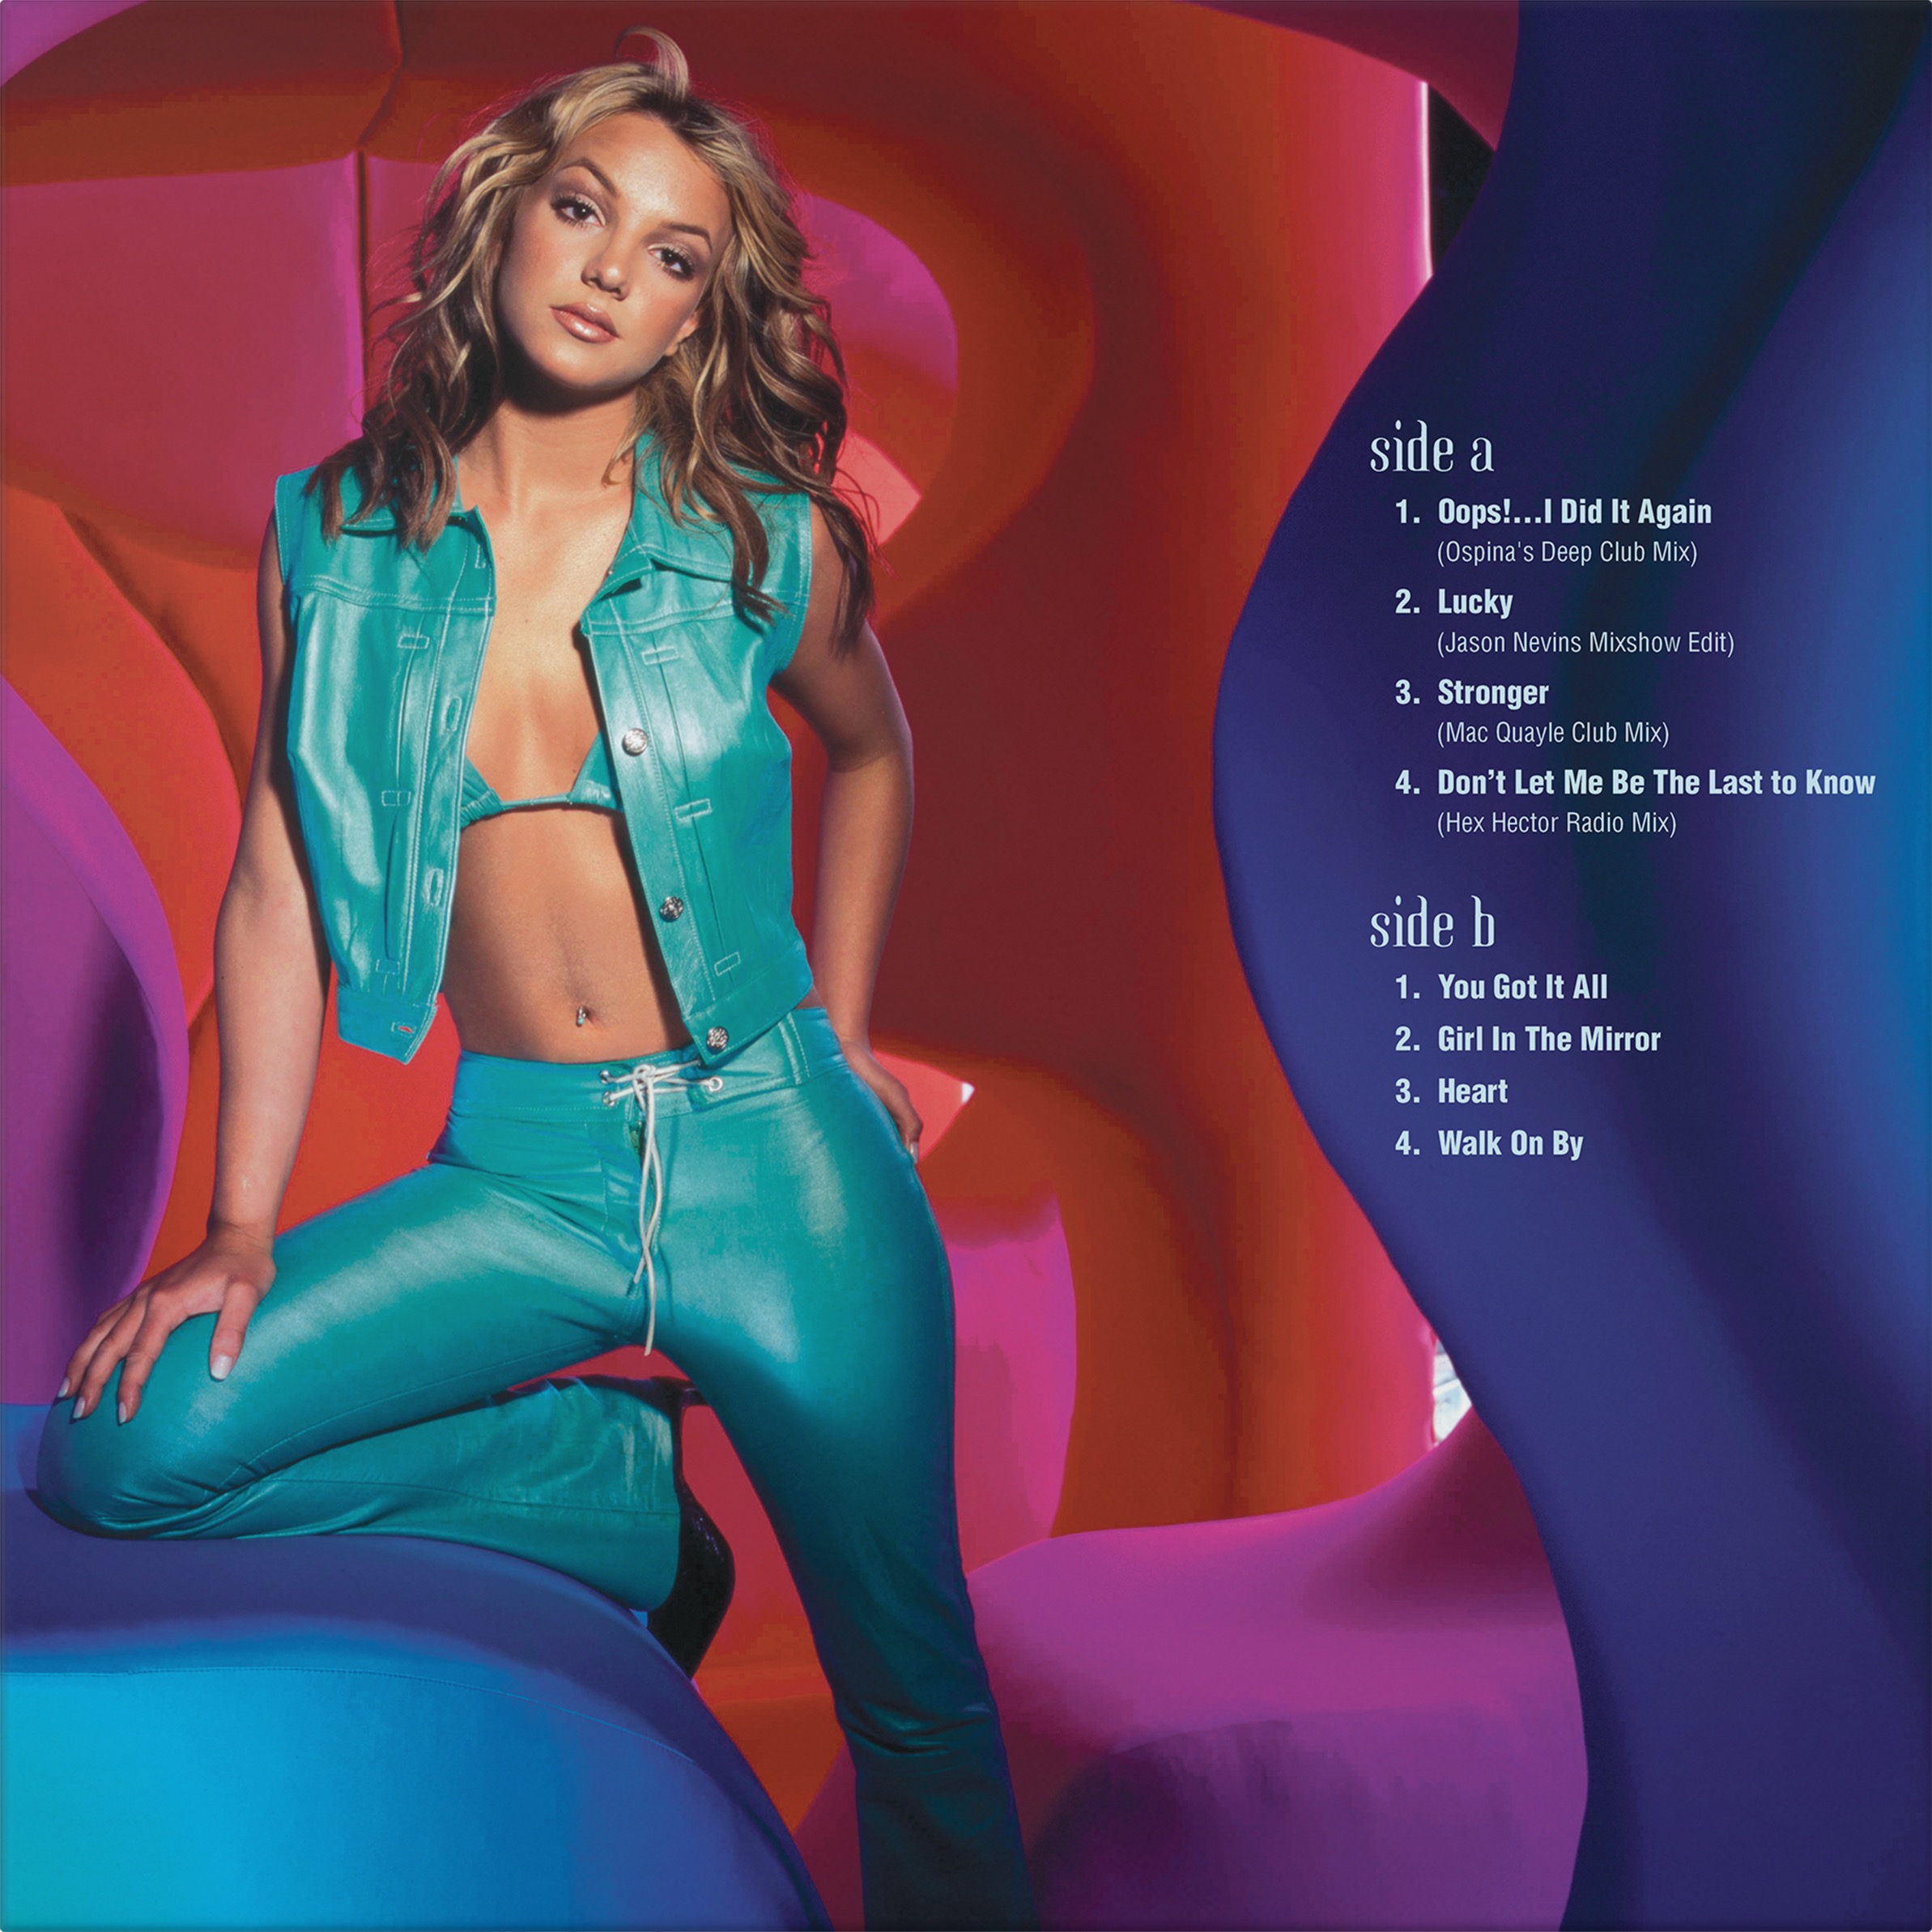 side a
1. Oops!...I Did It Again
(Ospina's Deep Club Mix)
2. Lucky
(Jason Nevins Mixshow Edit)
3. Stronger
(Mac Quayle Club Mix)
4. Don’t Let Me Be The Last to Know
(Hex Hector Radio Mix)
side b
1. You Got It All
2. Girl In The Mirror
3. Heart
4. Walk On By